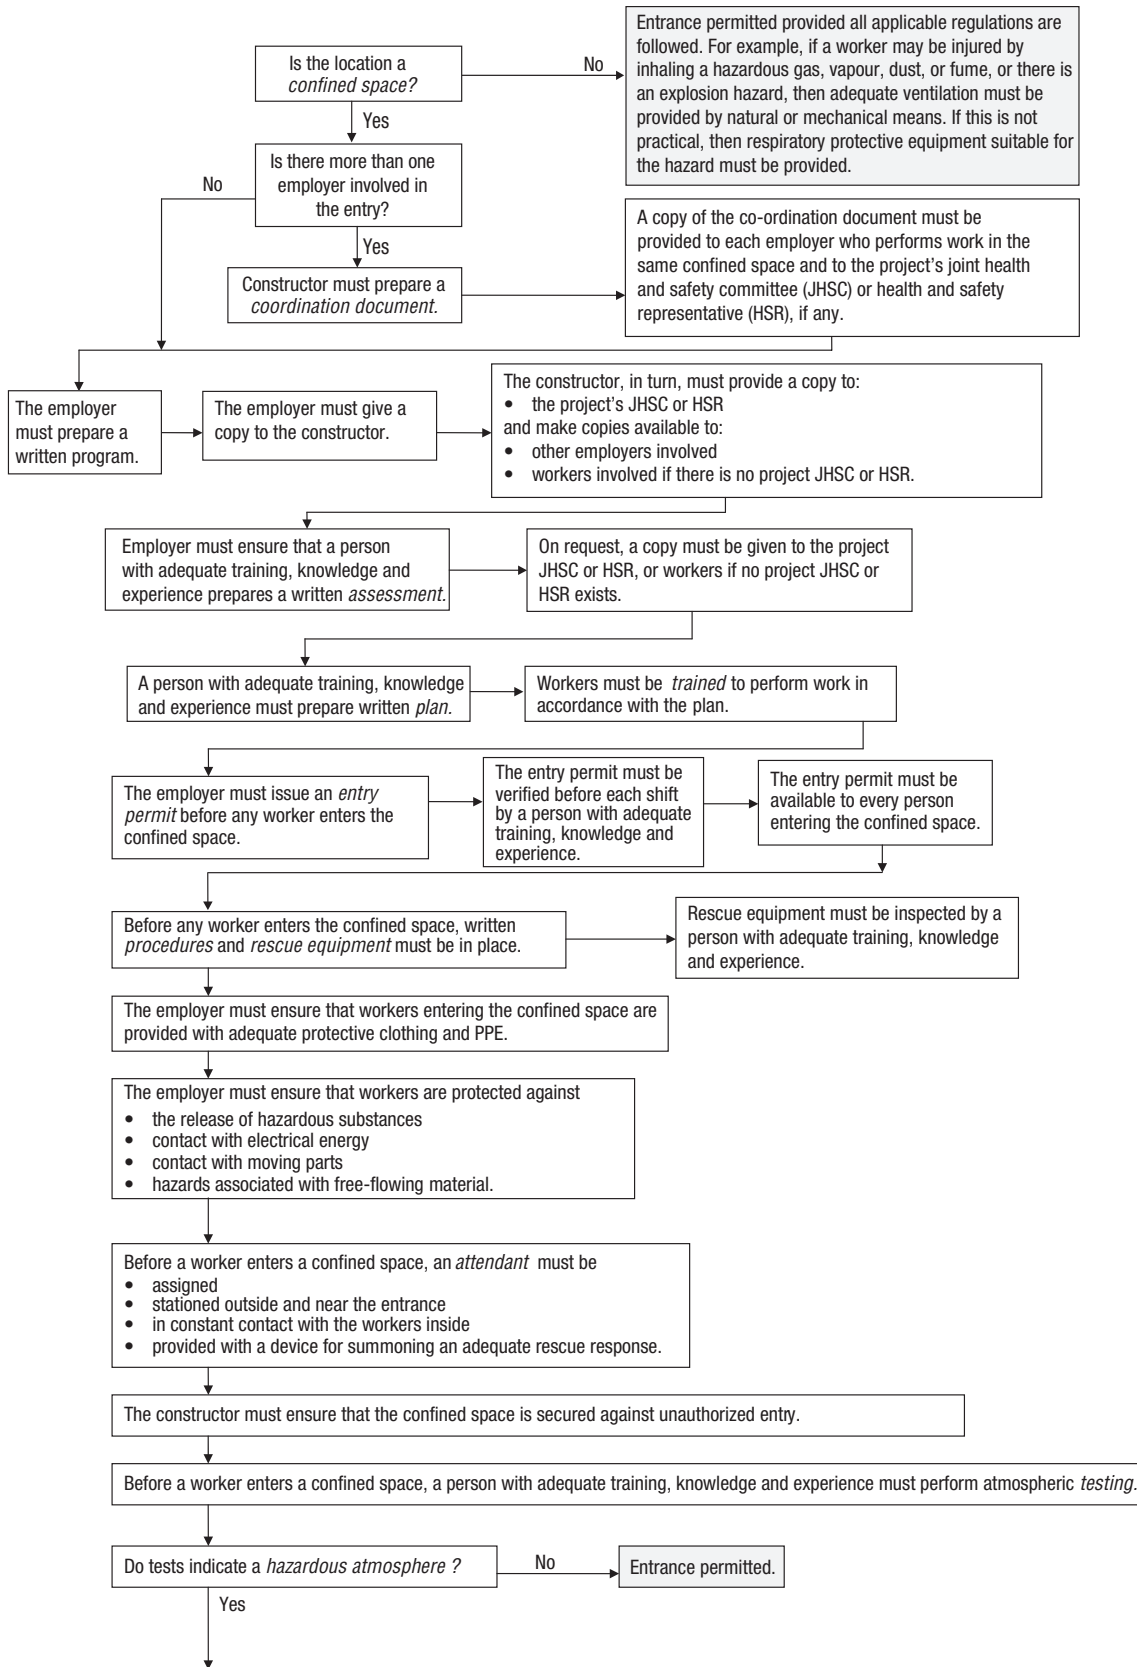 Is the location a
confined space?
No
Entrance permitted provided all applicable regulations are
followed. For example, if a worker may be injured by
inhaling a hazardous gas, vapour, dust, or fume, or there is
an explosion hazard, then adequate ventilation must be
provided by natural or mechanical means. If this is not
practical, then respiratory protective equipment suitable for
the hazard must be provided.
Yes
Is there more than one
employer involved in
the entry?
No
Yes
Constructor must prepare a
coordination document.
A copy of the co-ordination document must be
provided to each employer who performs work in the
same confined space and to the project's joint health
and safety committee (JHSC) or health and safety
representative (HSR), if any.
The employer
must prepare a
written program.
The employer must give a
copy to the constructor.
The constructor, in turn, must provide a copy to:
• the project's JHSC or HSR
and make copies available to:
• other employers involved
• workers involved if there is no project JHSC or HSR.
Employer must ensure that a person
with adequate training, knowledge and
experience prepares a written assessment.
On request, a copy must be given to the project
JHSC or HSR, or workers if no project JHSC or
HSR exists.
A person with adequate training, knowledge
and experience must prepare written plan.
Workers must be trained to perform work in
accordance with the plan.
The employer must issue an entry
permit before any worker enters the
confined space.
The entry permit must be
verified before each shift
by a person with adequate
training, knowledge and
experience.
The entry permit must be
available to every person
entering the confined space.
Before any worker enters the confined space, written
procedures and rescue equipment must be in place.
Rescue equipment must be inspected by a
person with adequate training, knowledge
and experience.
The employer must ensure that workers entering the confined space are
provided with adequate protective clothing and PPE.
The employer must ensure that workers are protected against
• the release of hazardous substances
• contact with electrical energy
• contact with moving parts
• hazards associated with free-flowing material.
Before a worker enters a confined space, an attendant must be
• assigned
• stationed outside and near the entrance
• in constant contact with the workers inside
• provided with a device for summoning an adequate rescue response.
The constructor must ensure that the confined space is secured against unauthorized entry.
Before a worker enters a confined space, a person with adequate training, knowledge and experience must perform atmospheric testing.
Do tests indicate a hazardous atmosphere ?
No
Entrance permitted.
Yes